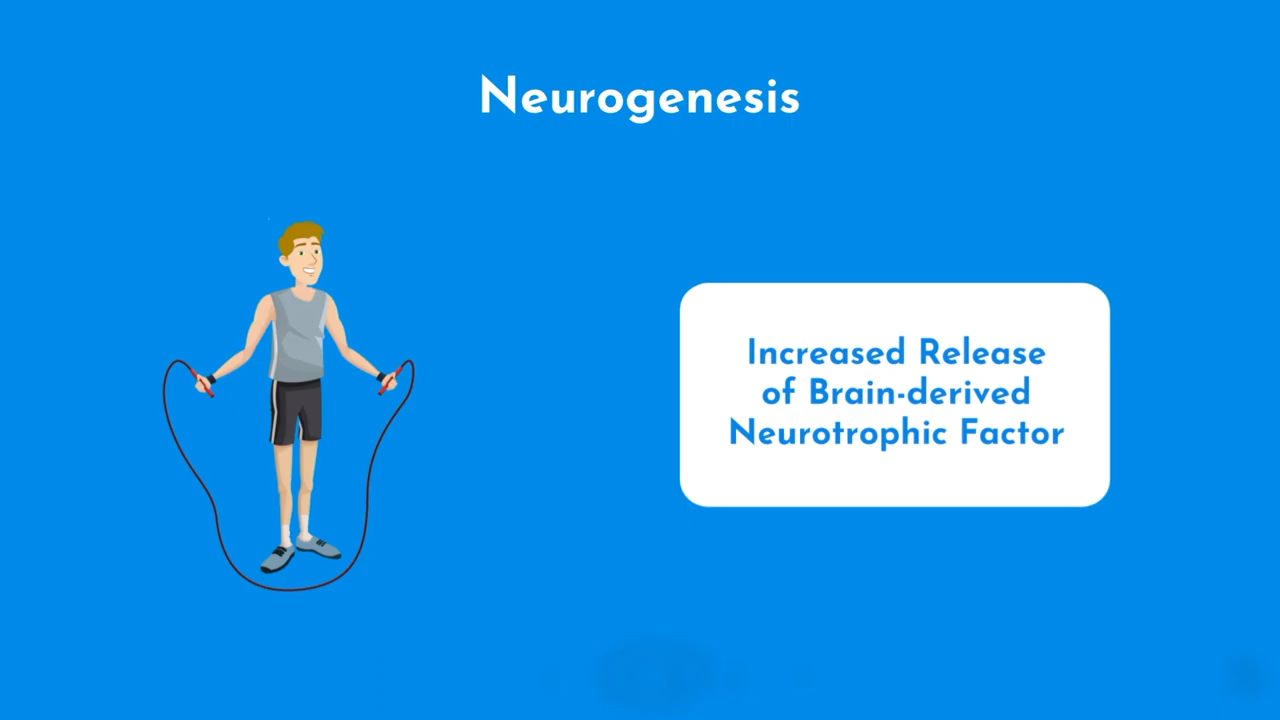 Neurogenesis
Increased Release
of Brain-derived
Neurotrophic Factor